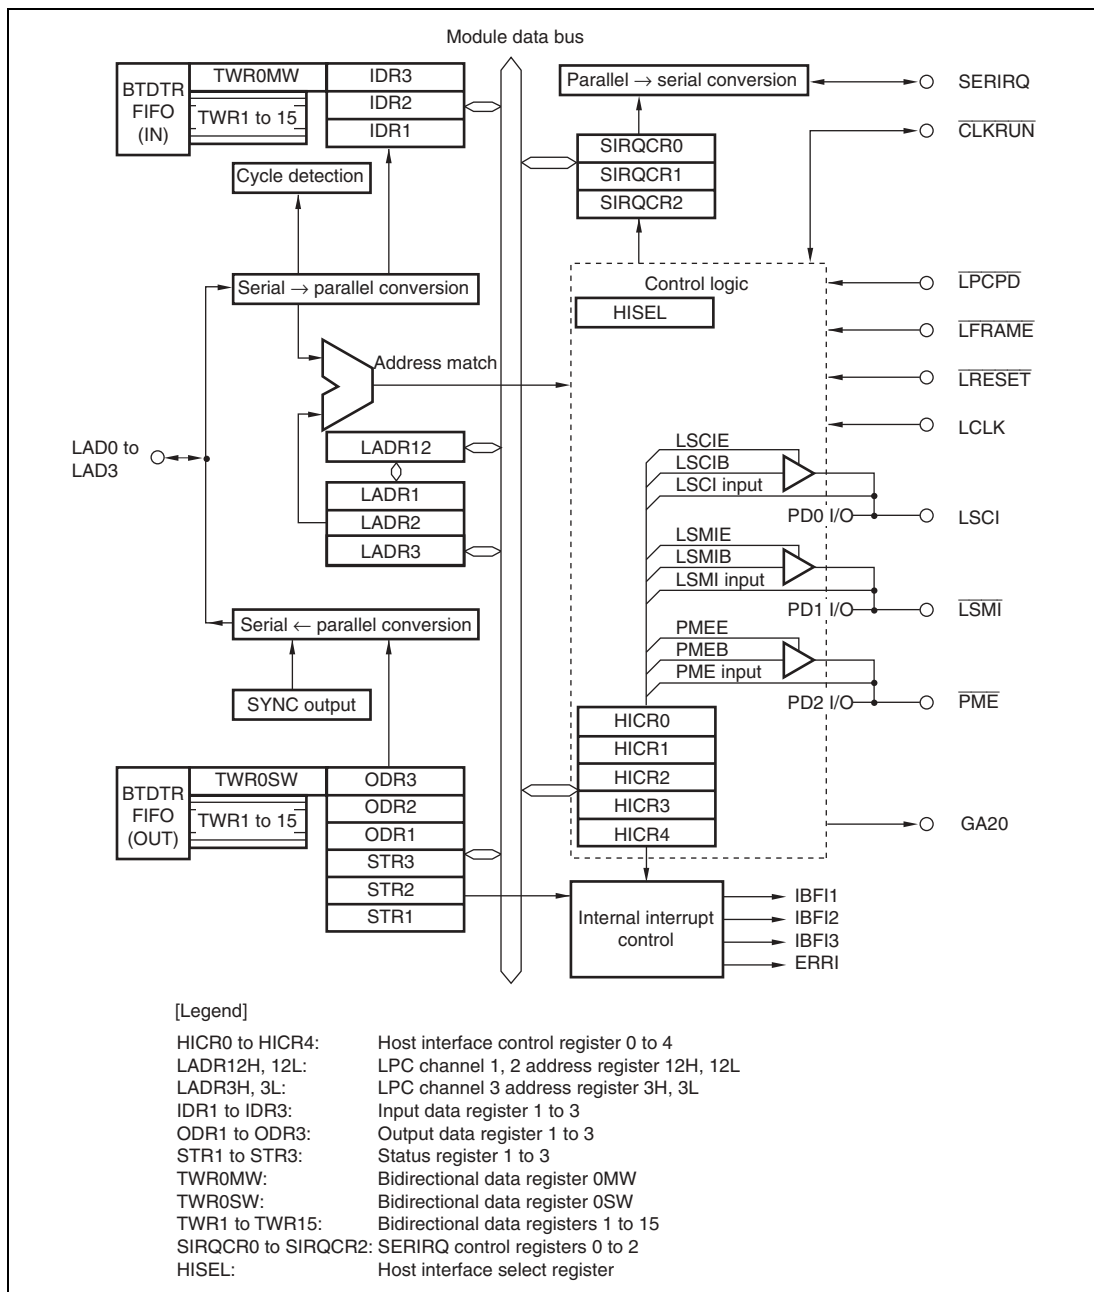 Module data bus
BTDTR
FIFO
(IN)
TWR0MW
TWR1 to 15
IDR3
IDR2
IDR1
Cycle detection
Serial → parallel conversion
Address match
LAD0 to
LAD3
LADR12
LADR1
LADR2
LADR3
Serial ← parallel conversion
SYNC output
BTDTR
FIFO
(OUT)
TWR0SW
TWR1 to 15
ODR3
ODR2
ODR1
STR3
STR2
STR1
Parallel → serial conversion
SERIRQ
CLKRUN
SIRQCR0
SIRQCR1
SIRQCR2
Control logic
HISEL
LPCPD
LFRAME
LRESET
LCLK
LSCIE
LSCIB
LSCI input
PD0 I/O
LSCI
LSMIE
LSMIB
LSMI input
PD1 I/O
LSMI
PMEE
PMEB
PME input
PD2 I/O
PME
HICR0
HICR1
HICR2
HICR3
HICR4
GA20
Internal interrupt
control
IBFI1
IBFI2
IBFI3
ERRI
[Legend]
HICR0 to HICR4: Host interface control register 0 to 4
LADR12H, 12L: LPC channel 1, 2 address register 12H, 12L
LADR3H, 3L: LPC channel 3 address register 3H, 3L
IDR1 to IDR3: Input data register 1 to 3
ODR1 to ODR3: Output data register 1 to 3
STR1 to STR3: Status register 1 to 3
TWR0MW: Bidirectional data register 0MW
TWR0SW: Bidirectional data register 0SW
TWR1 to TWR15: Bidirectional data registers 1 to 15
SIRQCR0 to SIRQCR2: SERIRQ control registers 0 to 2
HISEL: Host interface select register